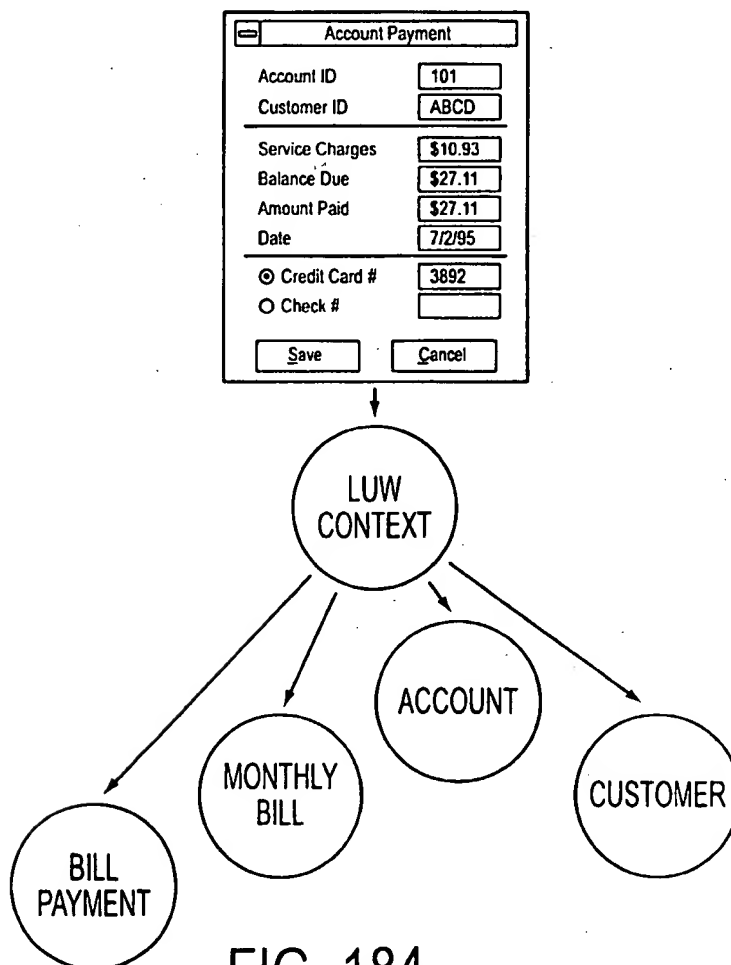 Account Payment
Account ID 101
Customer ID ABCD
Service Charges $10.93
Balance Due $27.11
Amount Paid $27.11
Date 7/2/95
Credit Card # 3892
Check #
Save Cancel
LUW
CONTEXT
ACCOUNT
MONTHLY
BILL
CUSTOMER
BILL
PAYMENT
FIG. 184